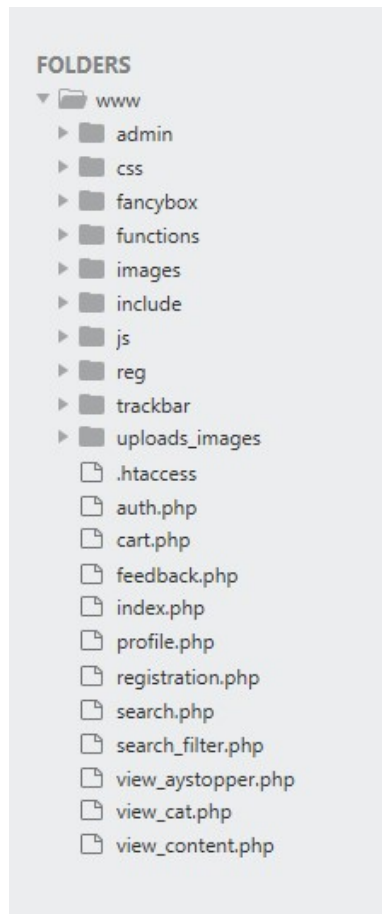 FOLDERS
www
admin
css
fancybox
functions
images
include
js
reg
trackbar
uploads_images
.htaccess
auth.php
cart.php
feedback.php
index.php
profile.php
registration.php
search.php
search_filter.php
view_aystopper.php
view_cat.php
view_content.php